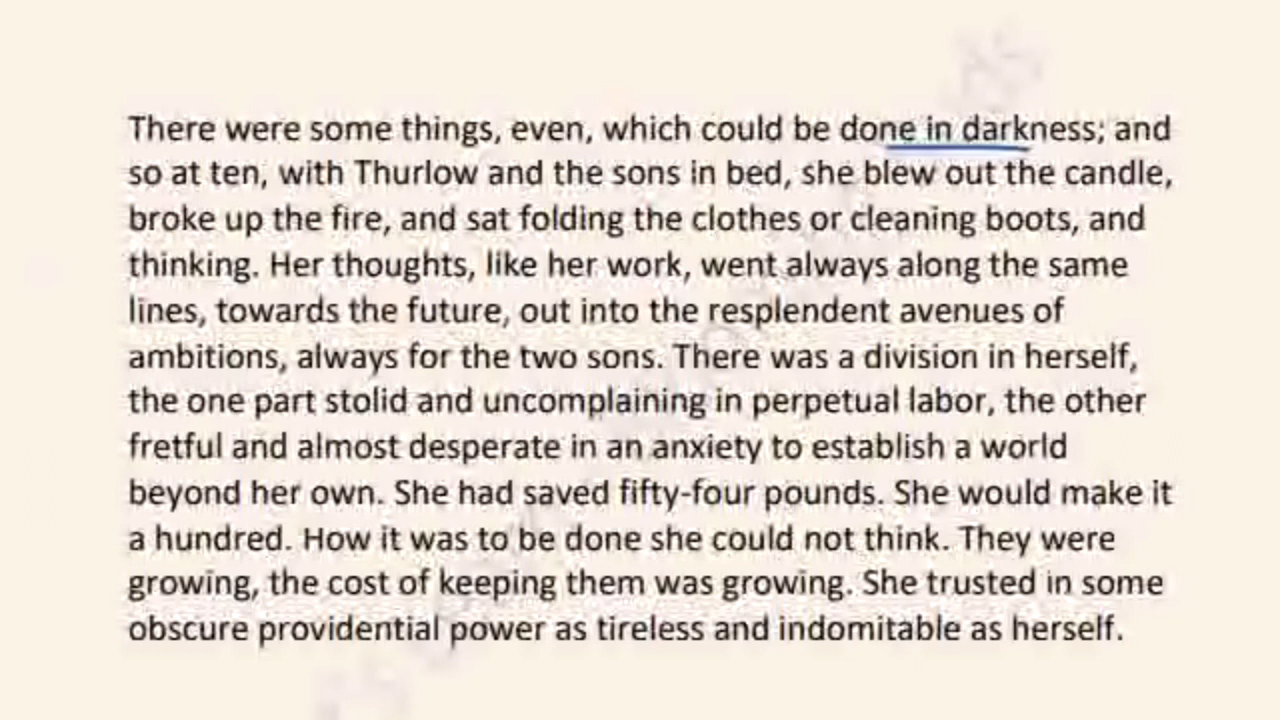 There were some things, even, which could be done in darkness; and
so at ten, with Thurlow and the sons in bed, she blew out the candle,
broke up the fire, and sat folding the clothes or cleaning boots, and
thinking. Her thoughts, like her work, went always along the same
lines, towards the future, out into the resplendent avenues of
ambitions, always for the two sons. There was a division in herself,
the one part stolid and uncomplaining in perpetual labor, the other
fretful and almost desperate in an anxiety to establish a world
beyond her own. She had saved fifty-four pounds. She would make it
a hundred. How it was to be done she could not think. They were
growing, the cost of keeping them was growing. She trusted in some
obscure providential power as tireless and indomitable as herself.